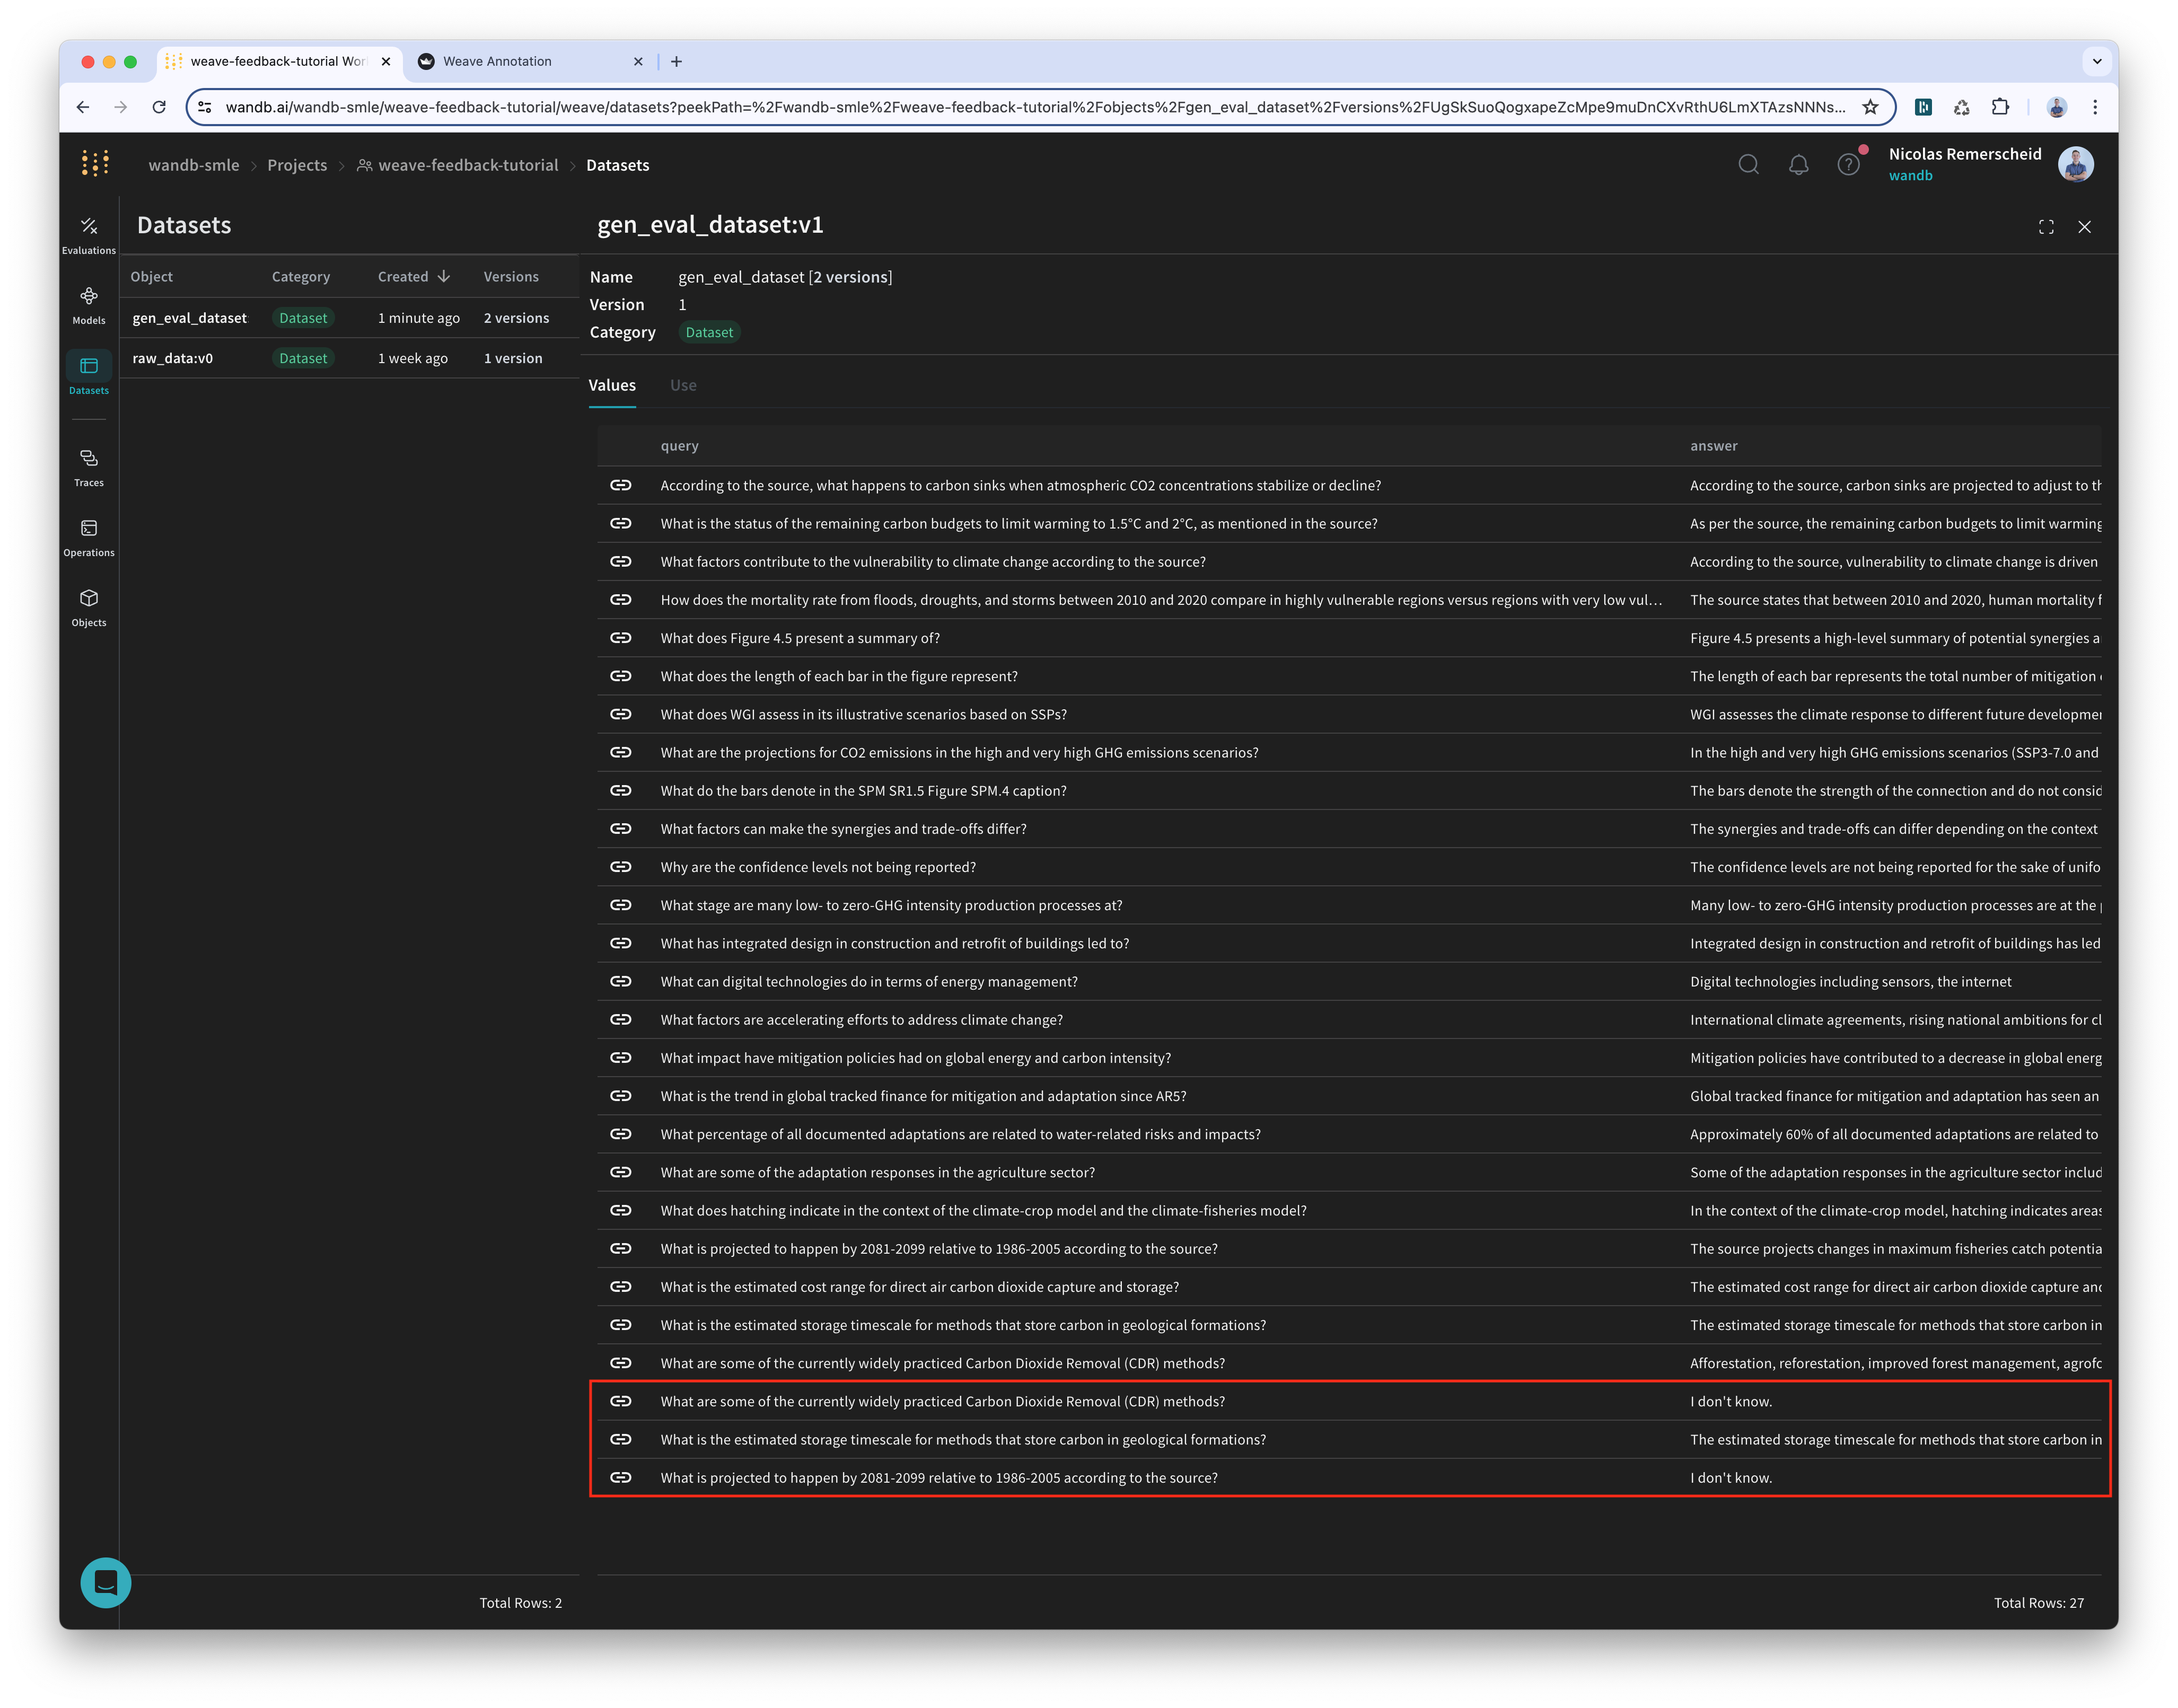 weave-feedback-tutorial Wor
Weave Annotation
wandb.ai/wandb-smle/weave-feedback-tutorial/weave/datasets?peekPath=%2Fwandb-smle%2Fweave-feedback-tutorial%2Fobjects%2Fgen_eval_dataset%2Fversions%2FUgSkSuoQogxapeZcMpe9muDnCXvRthU6LmXTAzsNNNs...
wandb-smle > Projects > weave-feedback-tutorial > Datasets
Nicolas Remerscheid
wandb
Evaluations
Models
Datasets
Traces
Operations
Objects
Datasets
Object Category Created Versions
gen_eval_dataset Dataset 1 minute ago 2 versions
raw_data:v0 Dataset 1 week ago 1 version
Total Rows: 2
gen_eval_dataset:v1
Name gen_eval_dataset [2 versions]
Version 1
Category Dataset
Values Use
query answer
According to the source, what happens to carbon sinks when atmospheric CO2 concentrations stabilize or decline? According to the source, carbon sinks are projected to adjust to th
What is the status of the remaining carbon budgets to limit warming to 1.5°C and 2°C, as mentioned in the source? As per the source, the remaining carbon budgets to limit warming
What factors contribute to the vulnerability to climate change according to the source? According to the source, vulnerability to climate change is driven
How does the mortality rate from floods, droughts, and storms between 2010 and 2020 compare in highly vulnerable regions versus regions with very low vul... The source states that between 2010 and 2020, human mortality f
What does Figure 4.5 present a summary of? Figure 4.5 presents a high-level summary of potential synergies a
What does the length of each bar in the figure represent? The length of each bar represents the total number of mitigation
What does WGI assess in its illustrative scenarios based on SSPs? WGI assesses the climate response to different future developmen
What are the projections for CO2 emissions in the high and very high GHG emissions scenarios? In the high and very high GHG emissions scenarios (SSP3-7.0 and
What do the bars denote in the SPM SR1.5 Figure SPM.4 caption? The bars denote the strength of the connection and do not consid
What factors can make the synergies and trade-offs differ? The synergies and trade-offs can differ depending on the context
Why are the confidence levels not being reported? The confidence levels are not being reported for the sake of unifo
What stage are many low- to zero-GHG intensity production processes at? Many low- to zero-GHG intensity production processes are at the
What has integrated design in construction and retrofit of buildings led to? Integrated design in construction and retrofit of buildings has led
What can digital technologies do in terms of energy management? Digital technologies including sensors, the internet
What factors are accelerating efforts to address climate change? International climate agreements, rising national ambitions for cl
What impact have mitigation policies had on global energy and carbon intensity? Mitigation policies have contributed to a decrease in global energ
What is the trend in global tracked finance for mitigation and adaptation since AR5? Global tracked finance for mitigation and adaptation has seen an
What percentage of all documented adaptations are related to water-related risks and impacts? Approximately 60% of all documented adaptations are related to
What are some of the adaptation responses in the agriculture sector? Some of the adaptation responses in the agriculture sector includ
What does hatching indicate in the context of the climate-crop model and the climate-fisheries model? In the context of the climate-crop model, hatching indicates areas
What is projected to happen by 2081-2099 relative to 1986-2005 according to the source? The source projects changes in maximum fisheries catch potentia
What is the estimated cost range for direct air carbon dioxide capture and storage? The estimated cost range for direct air carbon dioxide capture and
What is the estimated storage timescale for methods that store carbon in geological formations? The estimated storage timescale for methods that store carbon in
What are some of the currently widely practiced Carbon Dioxide Removal (CDR) methods? Afforestation, reforestation, improved forest management, agrofo
What are some of the currently widely practiced Carbon Dioxide Removal (CDR) methods? I don't know.
What is the estimated storage timescale for methods that store carbon in geological formations? The estimated storage timescale for methods that store carbon in
What is projected to happen by 2081-2099 relative to 1986-2005 according to the source? I don't know.
Total Rows: 27